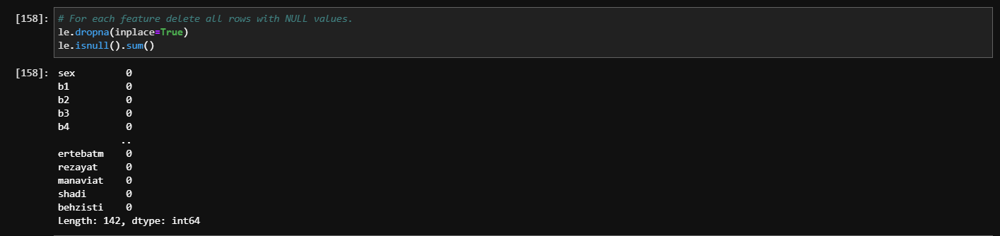 [158]: # For each feature delete all rows with NULL values.
le.dropna(inplace=True)
le.isnull().sum()
[158]: sex 0
b1 0
b2 0
b3 0
b4 0
..
ertebatm 0
rezayat 0
manaviat 0
shadi 0
behzisti 0
Length: 142, dtype: int64